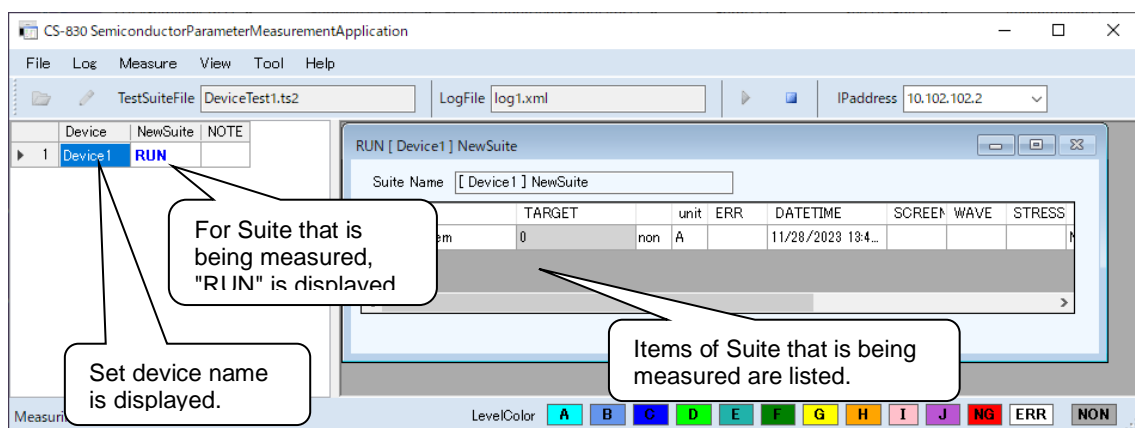 CS-830 SemiconductorParameterMeasurementApplication
File Log Measure View Tool Help
TestSuiteFile DeviceTest1.ts2 LogFile log1.xml IPaddress 10.102.102.2
Device NewSuite NOTE
1 Device1 RUN
RUN [ Device1 ] NewSuite
Suite Name [ Device1 ] NewSuite
TARGET unit ERR DATETIME SCREEN WAVE STRESS
0 non A 11/28/2023 13:4...
For Suite that is
being measured,
"RUN" is displayed
Items of Suite that is being
measured are listed.
Set device name
is displayed.
LevelColor A B C D E F G H I J NG ERR NON